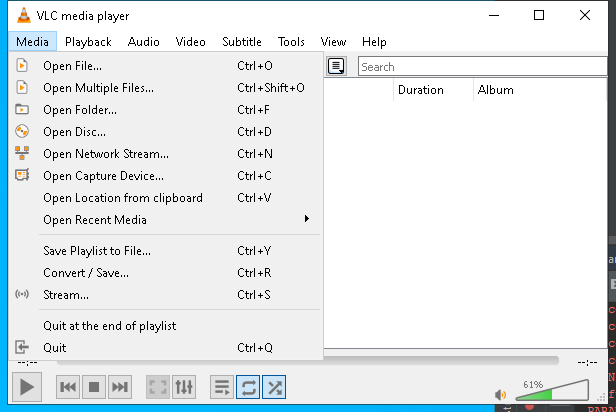 VLC media player
Media Playback Audio Video Subtitle Tools View Help
Open File... Ctrl+O
Open Multiple Files... Ctrl+Shift+O
Open Folder... Ctrl+F
Open Disc... Ctrl+D
Open Network Stream... Ctrl+N
Open Capture Device... Ctrl+C
Open Location from clipboard Ctrl+V
Open Recent Media
Save Playlist to File... Ctrl+Y
Convert / Save... Ctrl+R
Stream... Ctrl+S
Quit at the end of playlist
Quit Ctrl+Q
Search
Duration Album
--:-- --:--
61%